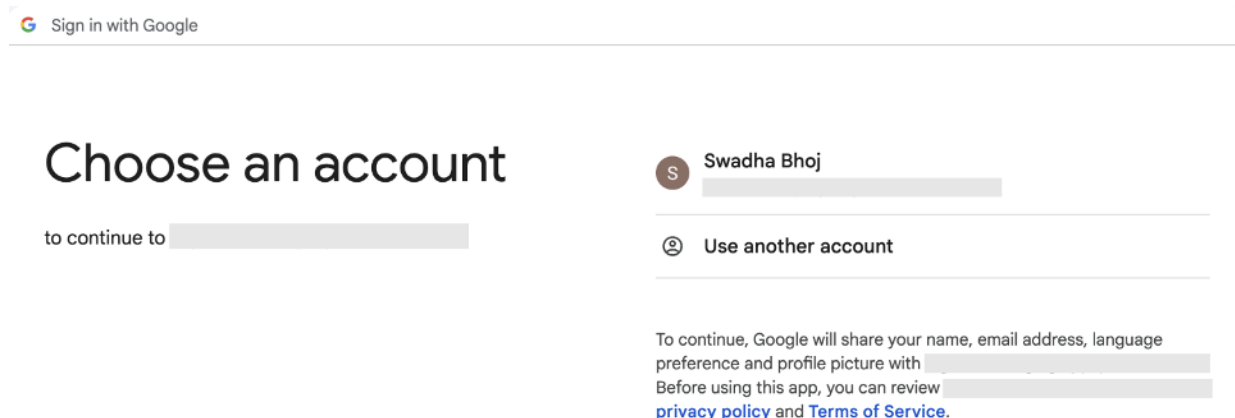 Sign in with Google
Choose an account
to continue to
Swadha Bhoj
S
Use another account
To continue, Google will share your name, email address, language
preference and profile picture with
Before using this app, you can review
privacy policy and Terms of Service.